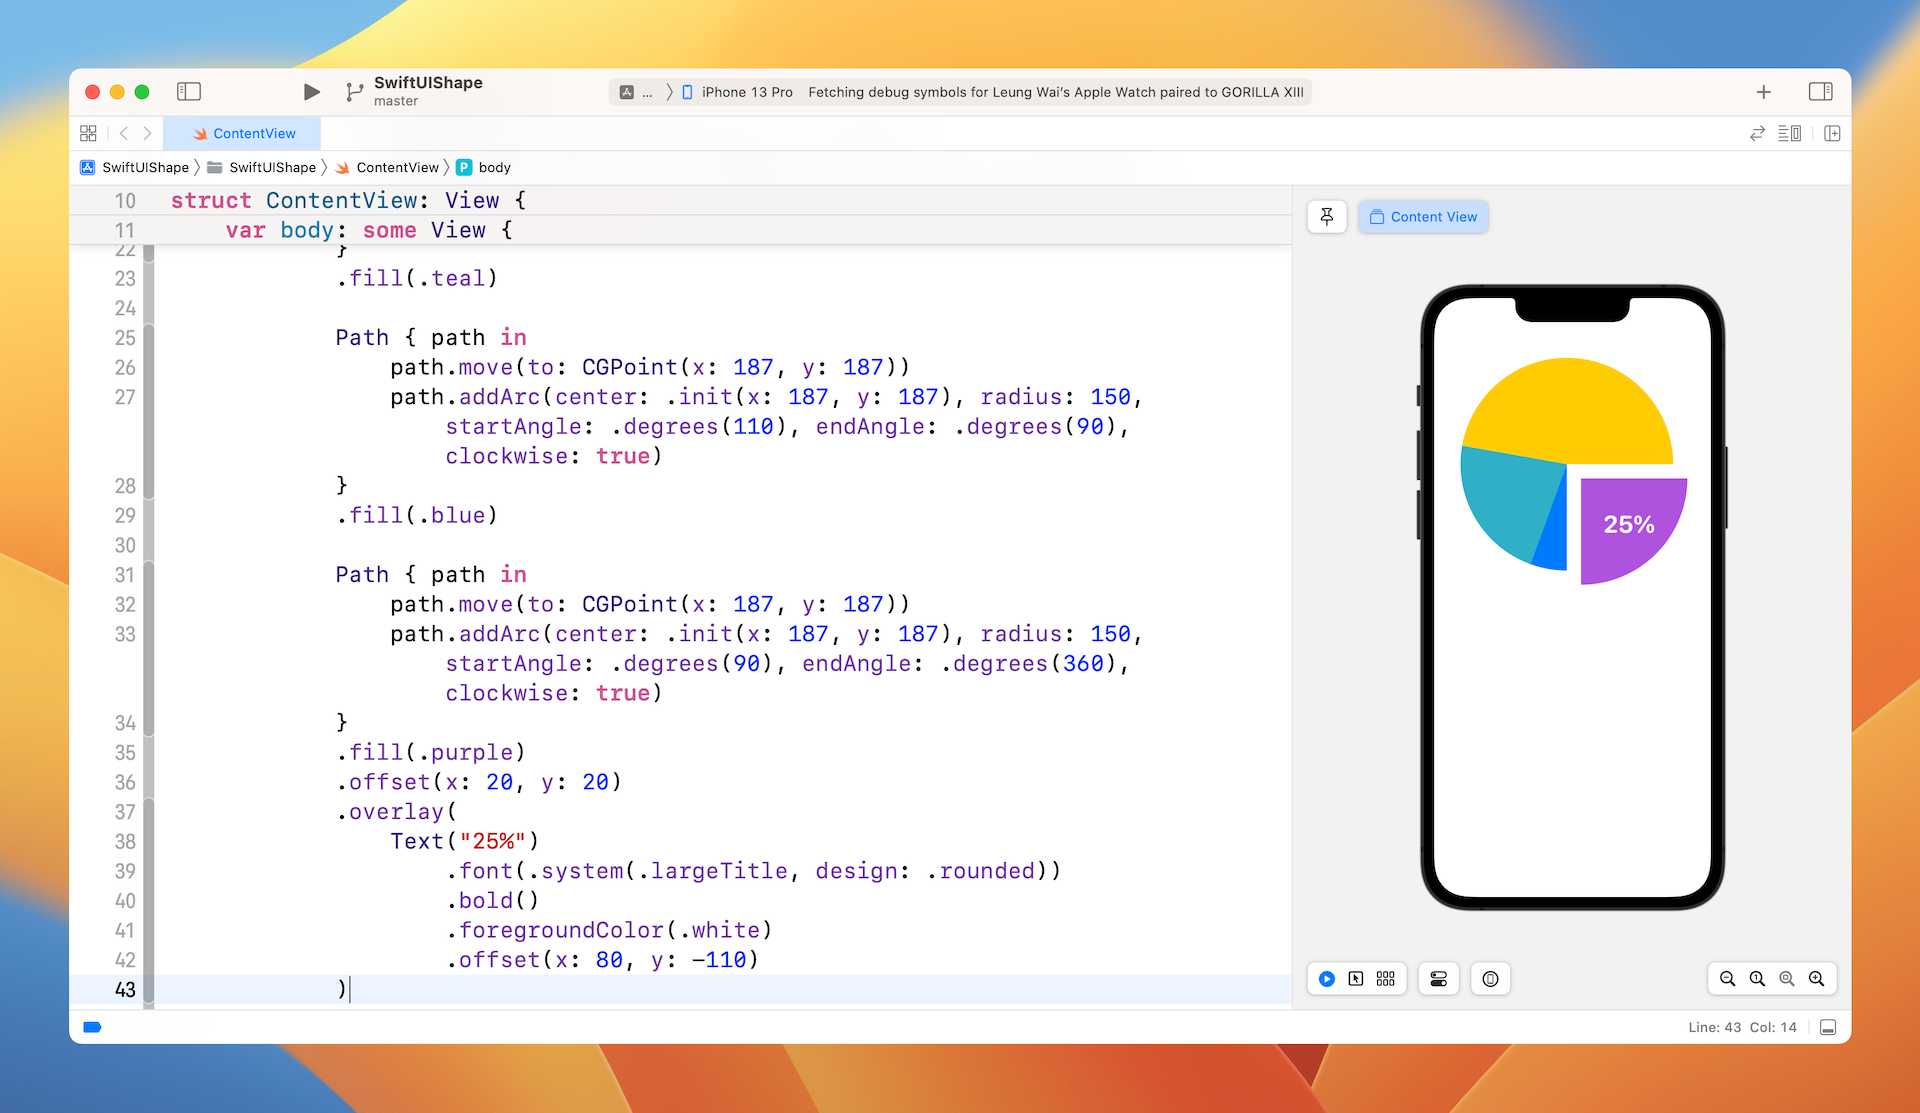 SwiftUIShape
master
... iPhone 13 Pro Fetching debug symbols for Leung Wai's Apple Watch paired to GORILLA XIII
ContentView
SwiftUIShape SwiftUIShape ContentView P body
10 struct ContentView: View {
11 var body: some View {
22 }
23 .fill(.teal)
24
25 Path { path in
26 path.move(to: CGPoint(x: 187, y: 187))
27 path.addArc(center: .init(x: 187, y: 187), radius: 150,
startAngle: .degrees(110), endAngle: .degrees(90),
clockwise: true)
28 }
29 .fill(.blue)
30
31 Path { path in
32 path.move(to: CGPoint(x: 187, y: 187))
33 path.addArc(center: .init(x: 187, y: 187), radius: 150,
startAngle: .degrees(90), endAngle: .degrees(360),
clockwise: true)
34 }
35 .fill(.purple)
36 .offset(x: 20, y: 20)
37 .overlay(
38 Text("25%")
39 .font(.system(.largeTitle, design: .rounded))
40 .bold()
41 .foregroundColor(.white)
42 .offset(x: 80, y: -110)
43 )
Content View
25%
Line: 43 Col: 14